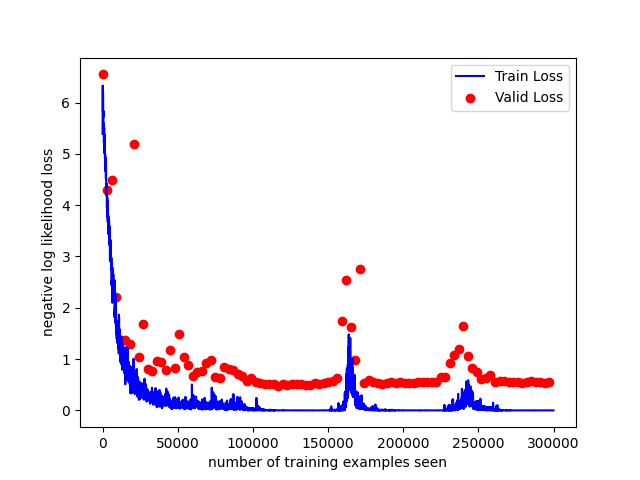 Train Loss
Valid Loss
negative log likelihood loss
6
5
4
3
2
1
0
0 50000 100000 150000 200000 250000 300000
number of training examples seen